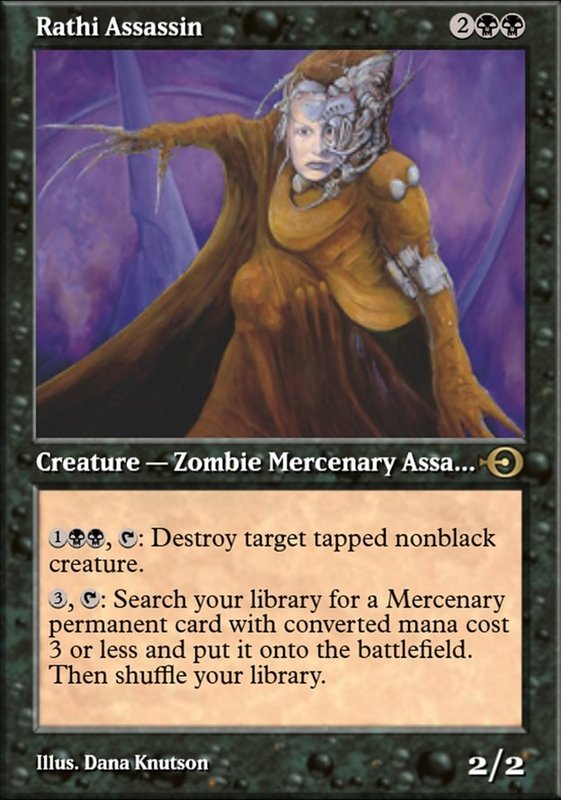 Rathi Assassin 2
Creature — Zombie Mercenary Assa...
1, : Destroy target tapped nonblack
creature.
3, : Search your library for a Mercenary
permanent card with converted mana cost
3 or less and put it onto the battlefield.
Then shuffle your library.
Illus. Dana Knutson 2/2